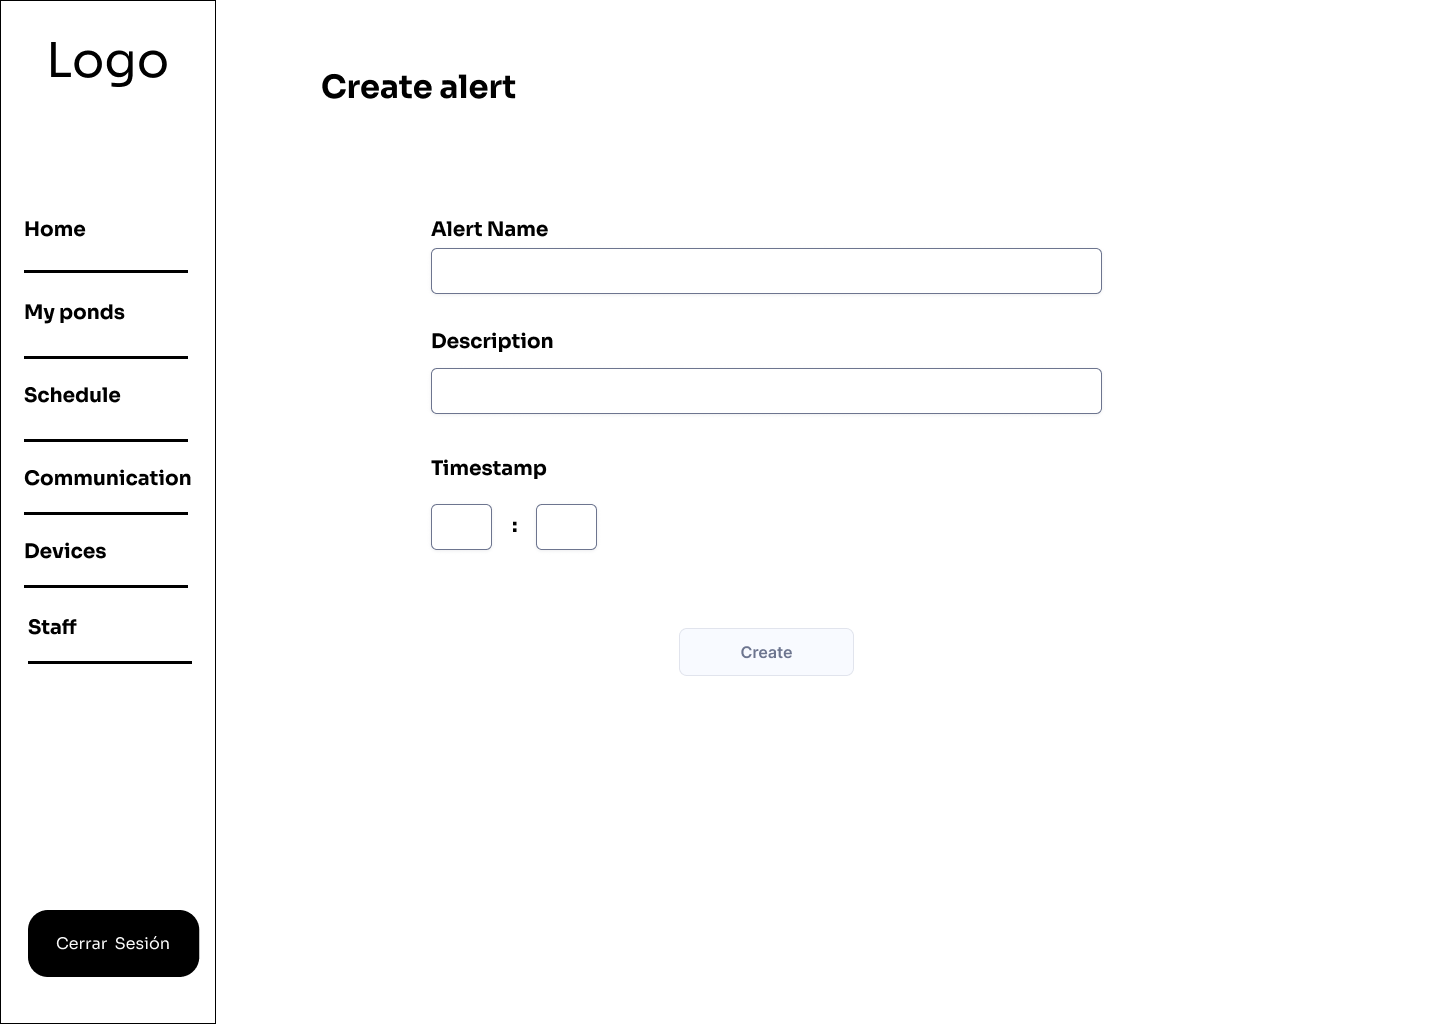 Logo
Home
My ponds
Schedule
Communication
Devices
Staff
Cerrar Sesión
Create alert
Alert Name
Description
Timestamp
:
Create